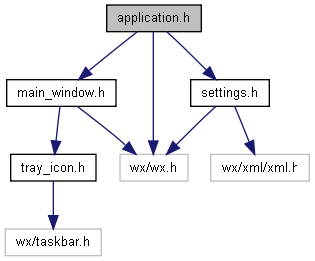 application.h
main_window.h
settings.h
tray_icon.h
wx/wx.h
wx/xml/xml.h
wx/taskbar.h